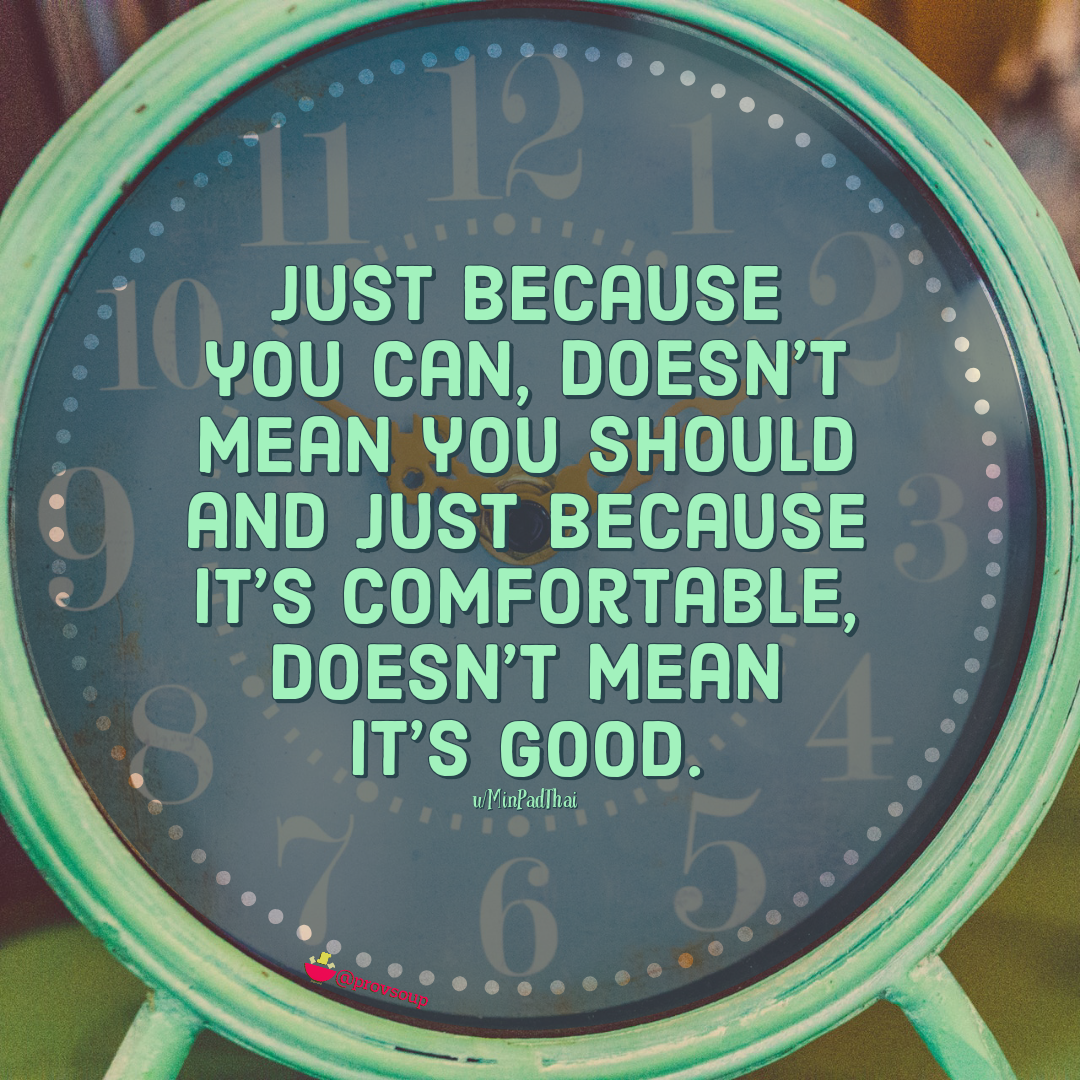 12
11
1
10
2
JUST BECAUSE
YOU CAN, DOESN'T
MEAN YOU SHOULD
AND JUST BECAUSE
IT'S COMFORTABLE,
DOESN'T MEAN
IT'S GOOD.
u/MinPadThai
9
3
8
4
7
5
6
@provsoup